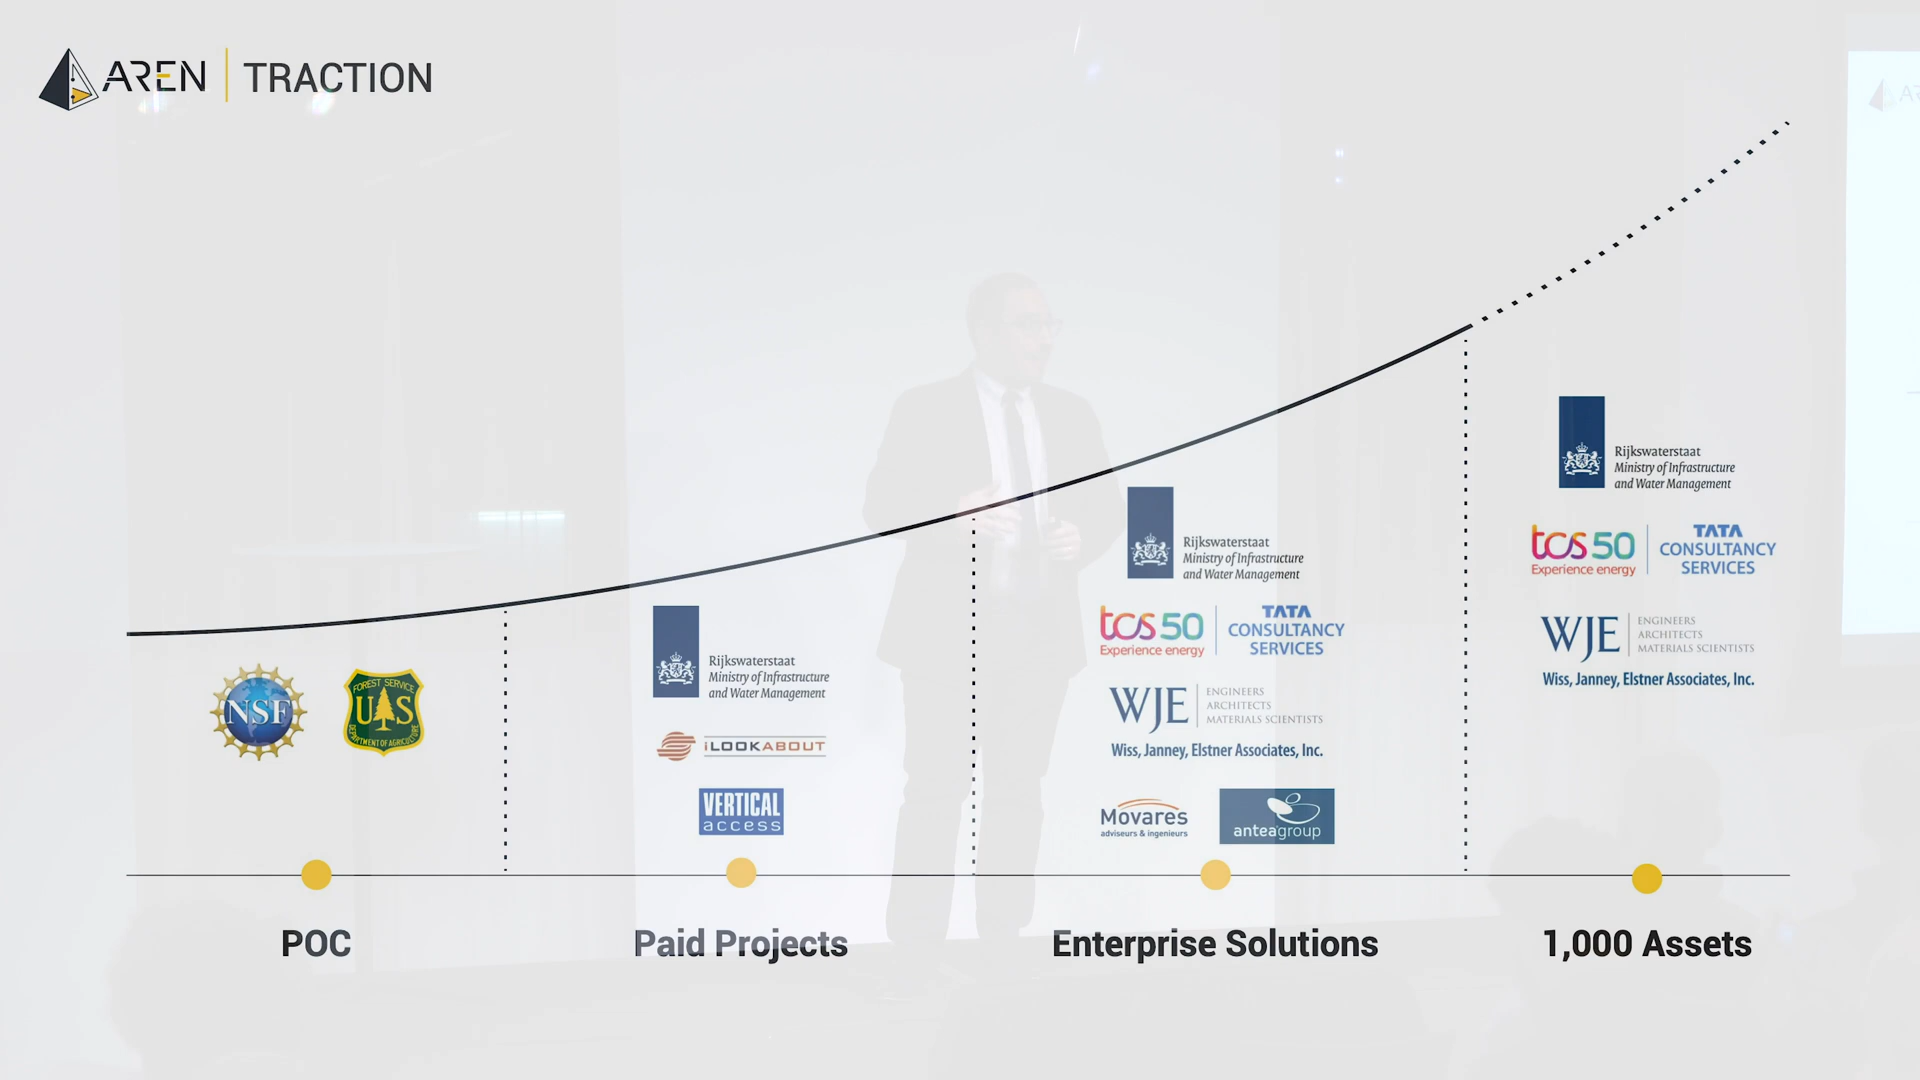 AREN | TRACTION
NSF
FOREST SERVICE
UAS
DEPARTMENT OF AGRICULTURE
POC
Rijkswaterstaat
Ministry of Infrastructure
and Water Management
iLOOKABOUT
VERTICAL
access
Paid Projects
Rijkswaterstaat
Ministry of Infrastructure
and Water Management
tcs 50
Experience energy
TATA
CONSULTANCY
SERVICES
WJE
ENGINEERS
ARCHITECTS
MATERIALS SCIENTISTS
Wiss, Janney, Elstner Associates, Inc.
Movares
adviseurs & ingenieurs
anteagroup
Enterprise Solutions
Rijkswaterstaat
Ministry of Infrastructure
and Water Management
tcs 50
Experience energy
TATA
CONSULTANCY
SERVICES
WJE
ENGINEERS
ARCHITECTS
MATERIALS SCIENTISTS
Wiss, Janney, Elstner Associates, Inc.
1,000 Assets